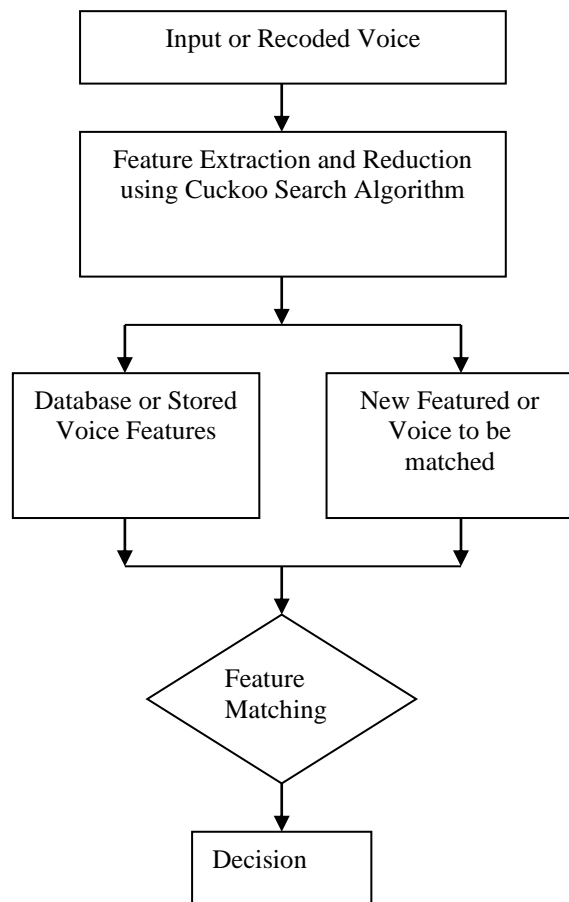 Input or Recoded Voice
Feature Extraction and Reduction
using Cuckoo Search Algorithm
Database or Stored
Voice Features
New Featured or
Voice to be
matched
Feature
Matching
Decision